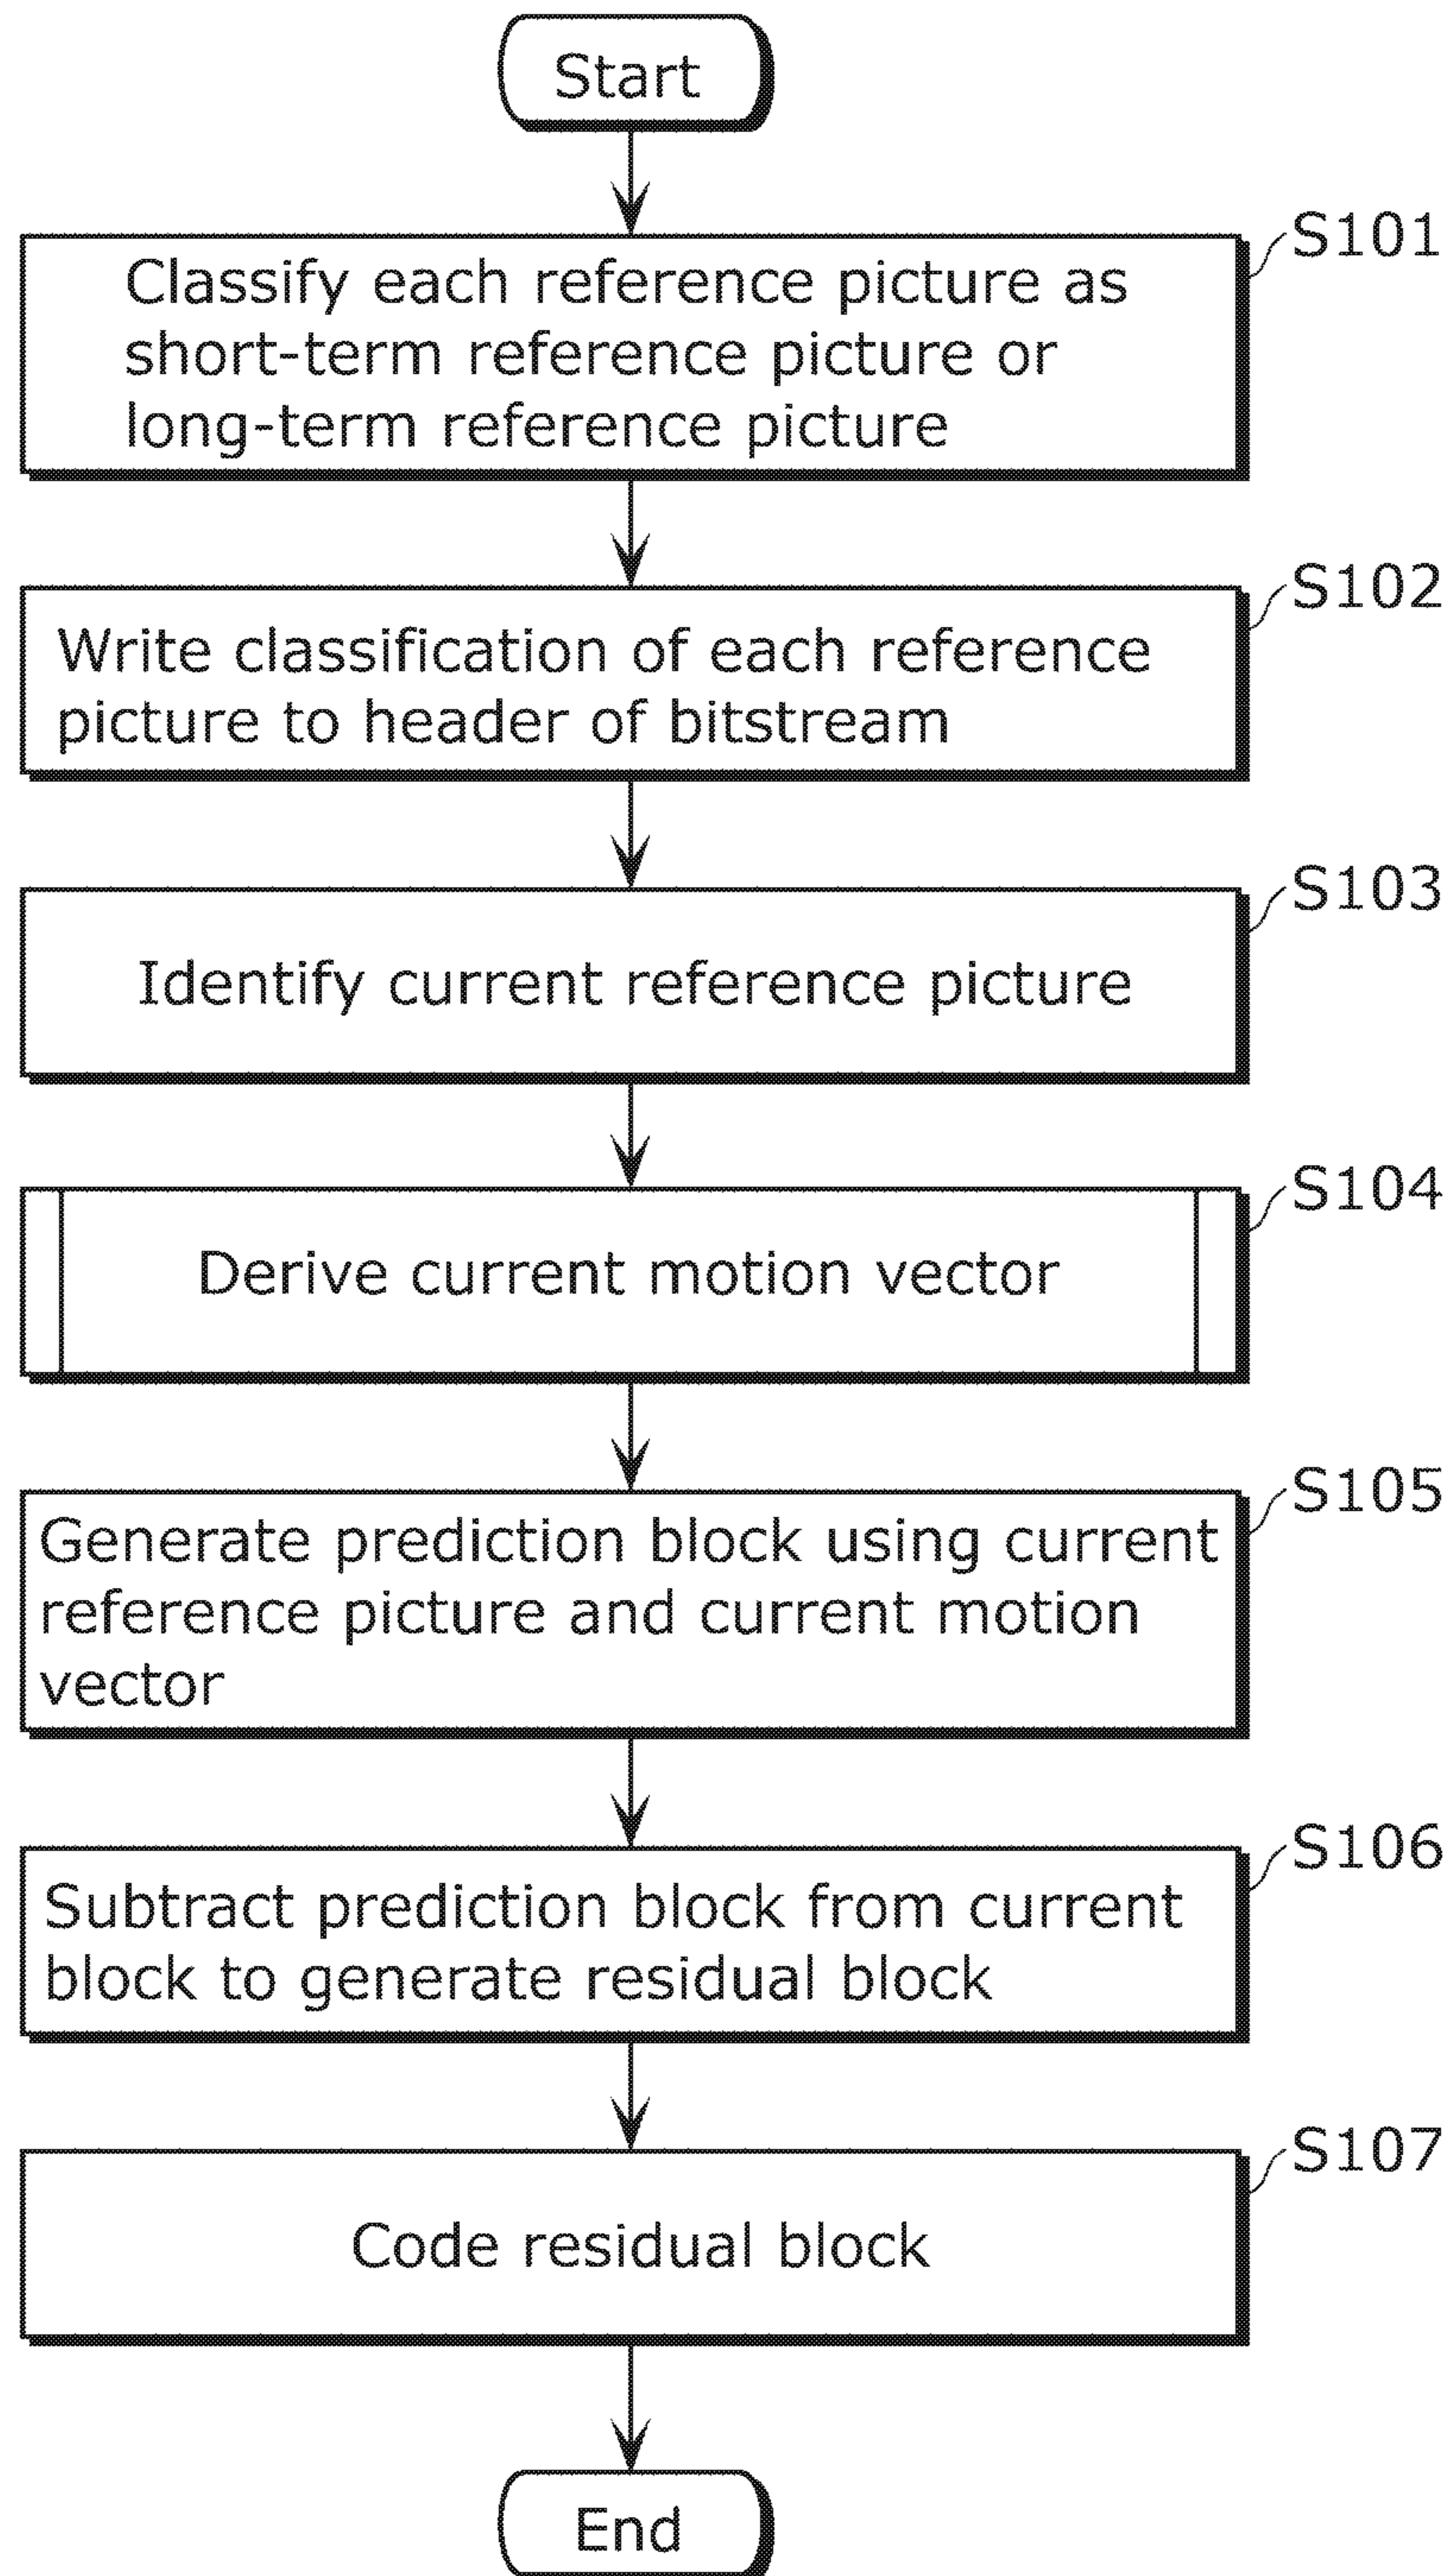 Start
S101
Classify each reference picture as
short-term reference picture or
long-term reference picture
S102
Write classification of each reference
picture to header of bitstream
S103
Identify current reference picture
S104
Derive current motion vector
S105
Generate prediction block using current
reference picture and current motion
vector
S106
Subtract prediction block from current
block to generate residual block
S107
Code residual block
End